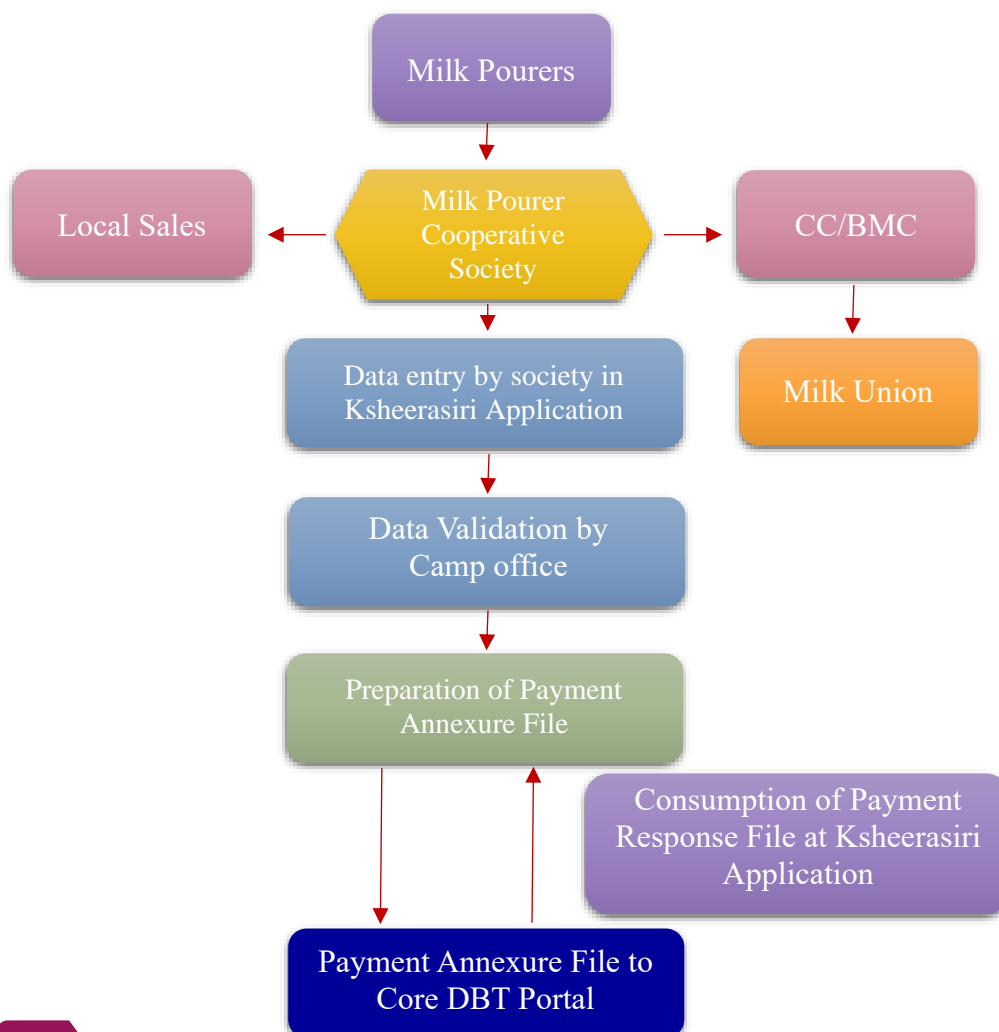 Milk Pourers
Local Sales
Milk Pourer
Cooperative
Society
CC/BMC
Data entry by society in
Ksheerasiri Application
Milk Union
Data Validation by
Camp office
Preparation of Payment
Annexure File
Consumption of Payment
Response File at Ksheerasiri
Application
Payment Annexure File to
Core DBT Portal